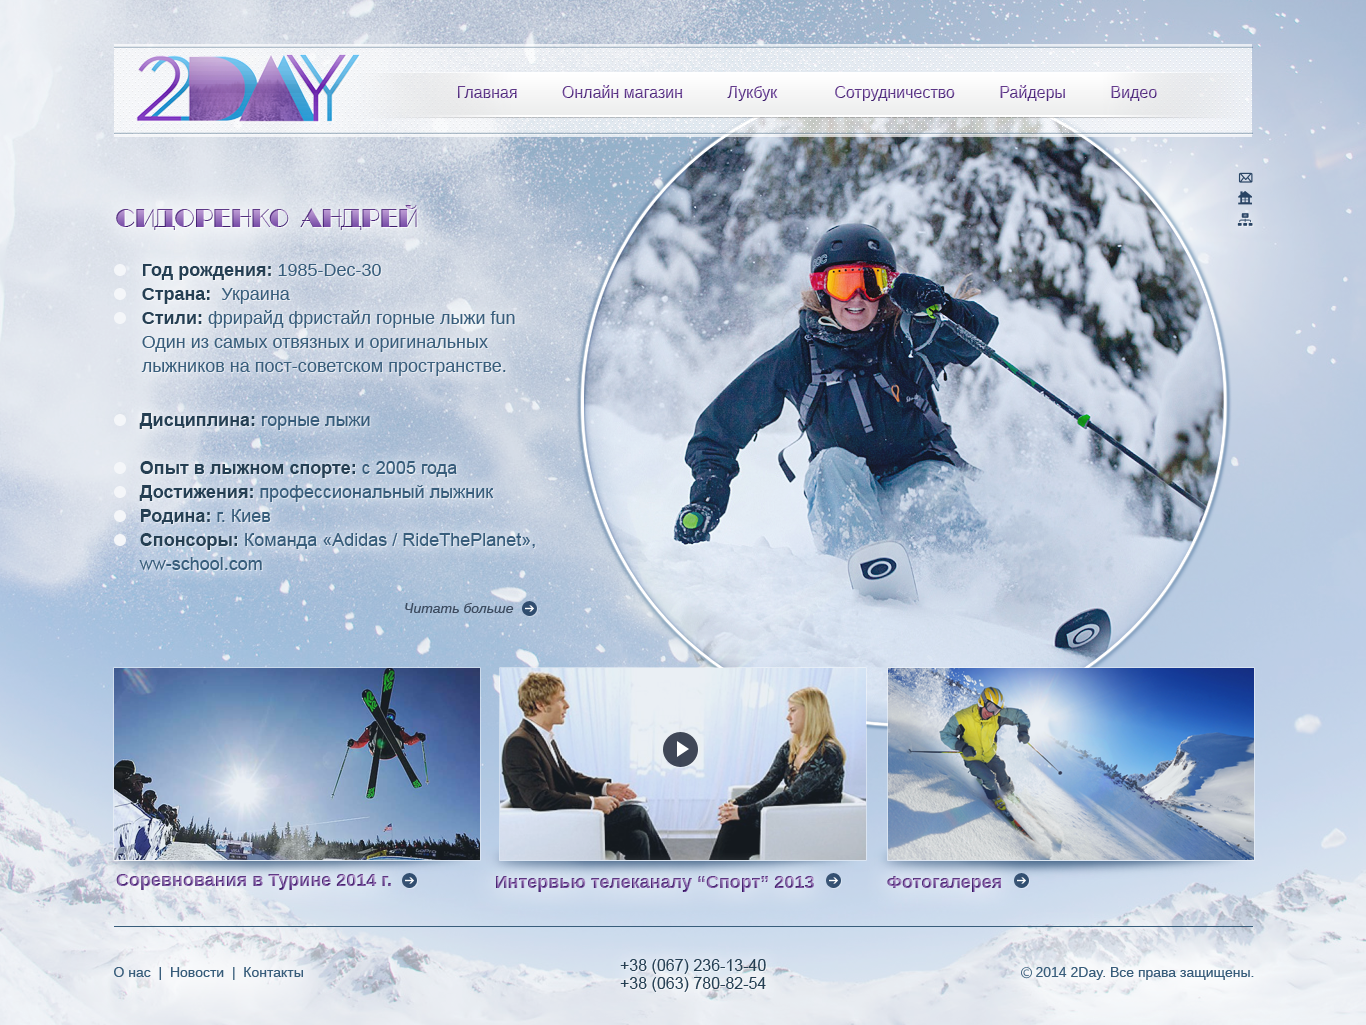 2DAY
Главная Онлайн магазин Лукбук Сотрудничество Райдеры Видео
СИДОРЕНКО АНДРЕЙ
Год рождения: 1985-Dec-30
Страна: Украина
Стили: фрирайд фристайл горные лыжи fun
Один из самых отвязных и оригинальных
лыжников на пост-советском пространстве.
Дисциплина: горные лыжи
Опыт в лыжном спорте: с 2005 года
Достижения: профессиональный лыжник
Родина: г. Киев
Спонсоры: Команда «Adidas / RideThePlanet»,
ww-school.com
Читать больше
Соревнования в Турине 2014 г.
Интервью телеканалу “Спорт” 2013
Фотогалерея
О нас | Новости | Контакты
+38 (067) 236-13-40
+38 (063) 780-82-54
© 2014 2Day. Все права защищены.